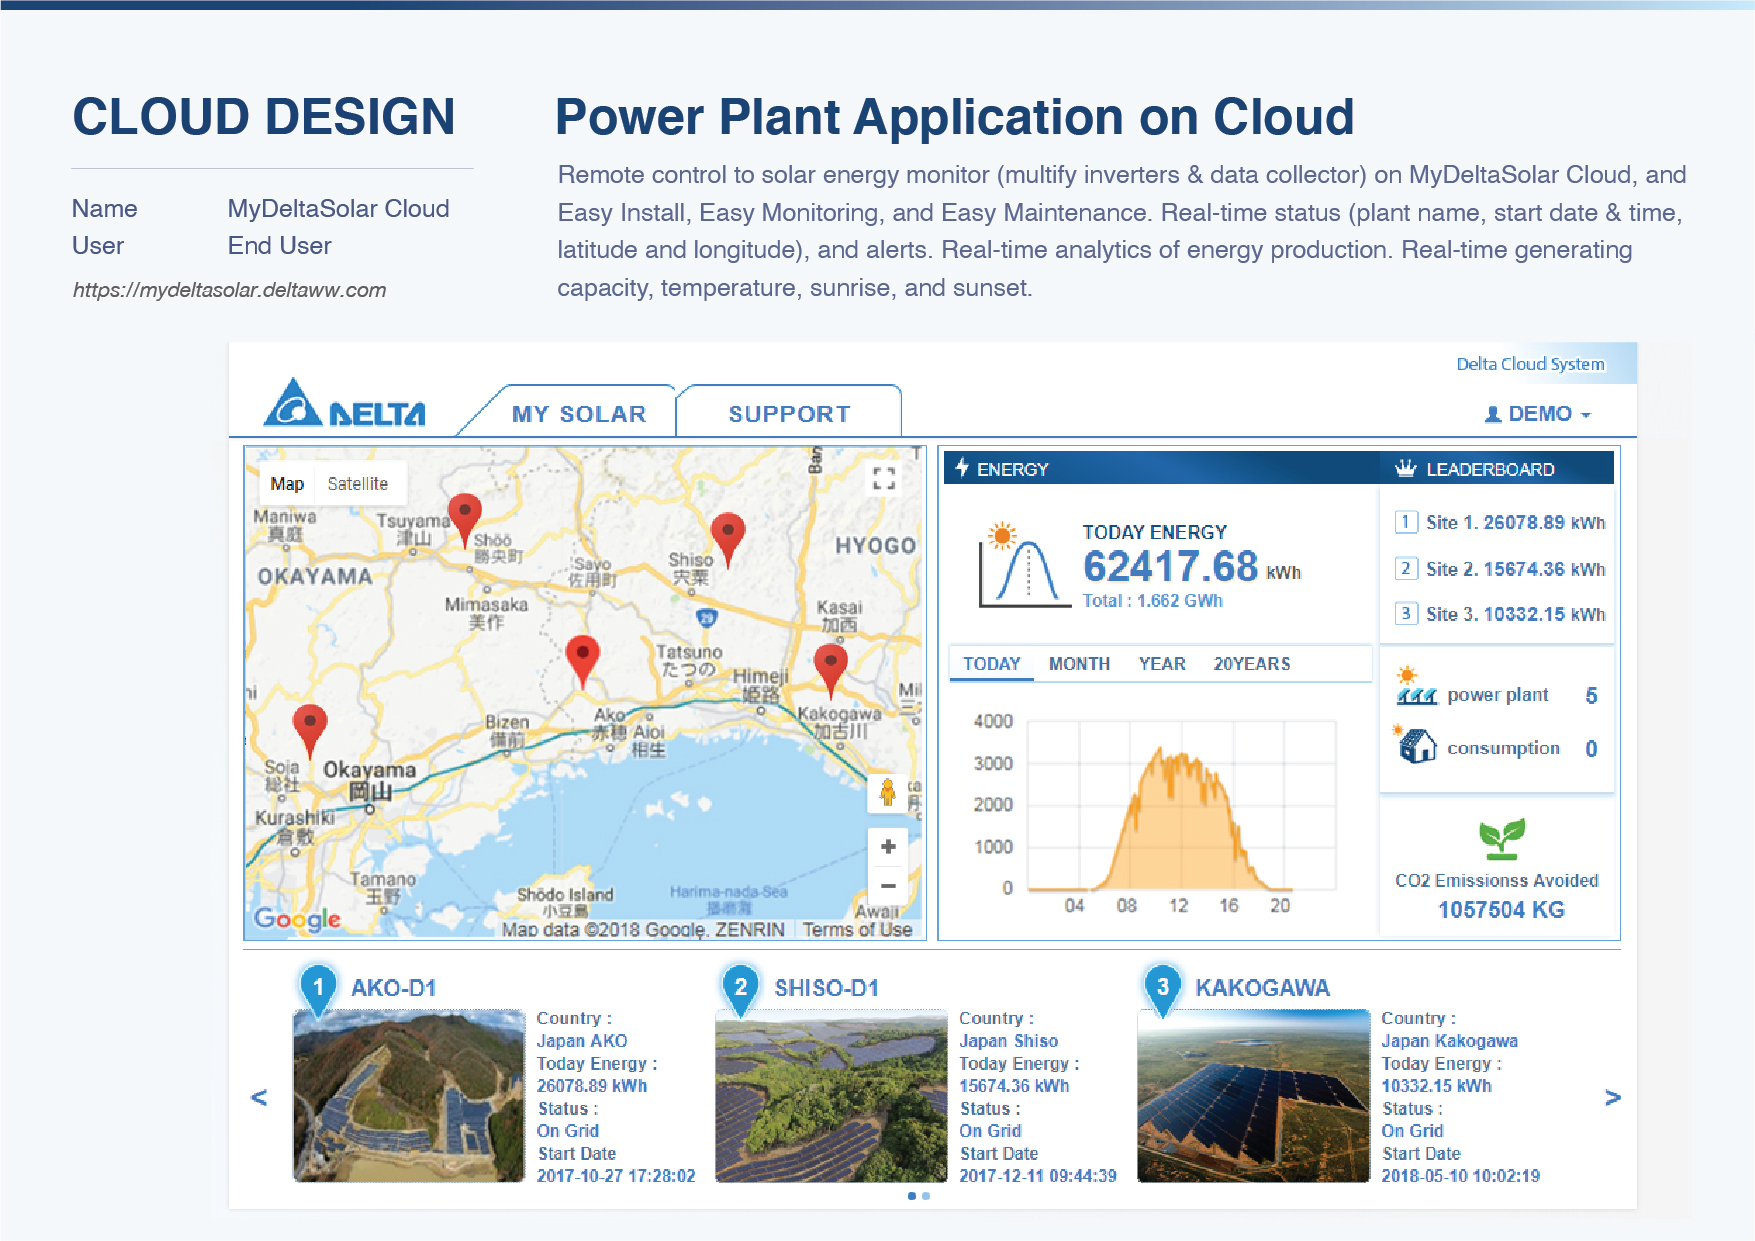 CLOUD DESIGN
Name MyDeltaSolar Cloud
User End User
https://mydeltasolar.deltaww.com
Power Plant Application on Cloud
Remote control to solar energy monitor (multify inverters & data collector) on MyDeltaSolar Cloud, and
Easy Install, Easy Monitoring, and Easy Maintenance. Real-time status (plant name, start date & time,
latitude and longitude), and alerts. Real-time analytics of energy production. Real-time generating
capacity, temperature, sunrise, and sunset.
Delta Cloud System
DELTA
MY SOLAR
SUPPORT
DEMO
Map
Satellite
Maniwa
真庭
Tsuyama
津山
Shōō
勝央町
OKAYAMA
Sayo
佐用町
Shiso
宍粟
HYOGO
Mimasaka
美作
29
Kasai
加西
Tatsuno
たつの
Himeji
姫路
Bizen
備前
Ako
赤穂
Aioi
相生
Kakogawa
加古川
Soja
総社
Okayama
岡山
Kurashiki
倉敷
Tamano
玉野
Shōdo Island
小豆島
Harima-nada-Sea
播磨灘
Awaji
Google
Map data ©2018 Google, ZENRIN
Terms of Use
ENERGY
TODAY ENERGY
62417.68 kWh
Total : 1.662 GWh
TODAY MONTH YEAR 20YEARS
4000
3000
2000
1000
0
04 08 12 16 20
LEADERBOARD
1 Site 1. 26078.89 kWh
2 Site 2. 15674.36 kWh
3 Site 3. 10332.15 kWh
power plant 5
consumption 0
CO2 Emissionss Avoided
1057504 KG
<
1 AKO-D1
Country :
Japan AKO
Today Energy :
26078.89 kWh
Status :
On Grid
Start Date
2017-10-27 17:28:02
2 SHISO-D1
Country :
Japan Shiso
Today Energy :
15674.36 kWh
Status :
On Grid
Start Date
2017-12-11 09:44:39
3 KAKOGAWA
Country :
Japan Kakogawa
Today Energy :
10332.15 kWh
Status :
On Grid
Start Date
2018-05-10 10:02:19
>